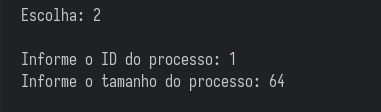 Escolha: 2
Informe o ID do processo: 1
Informe o tamanho do processo: 64